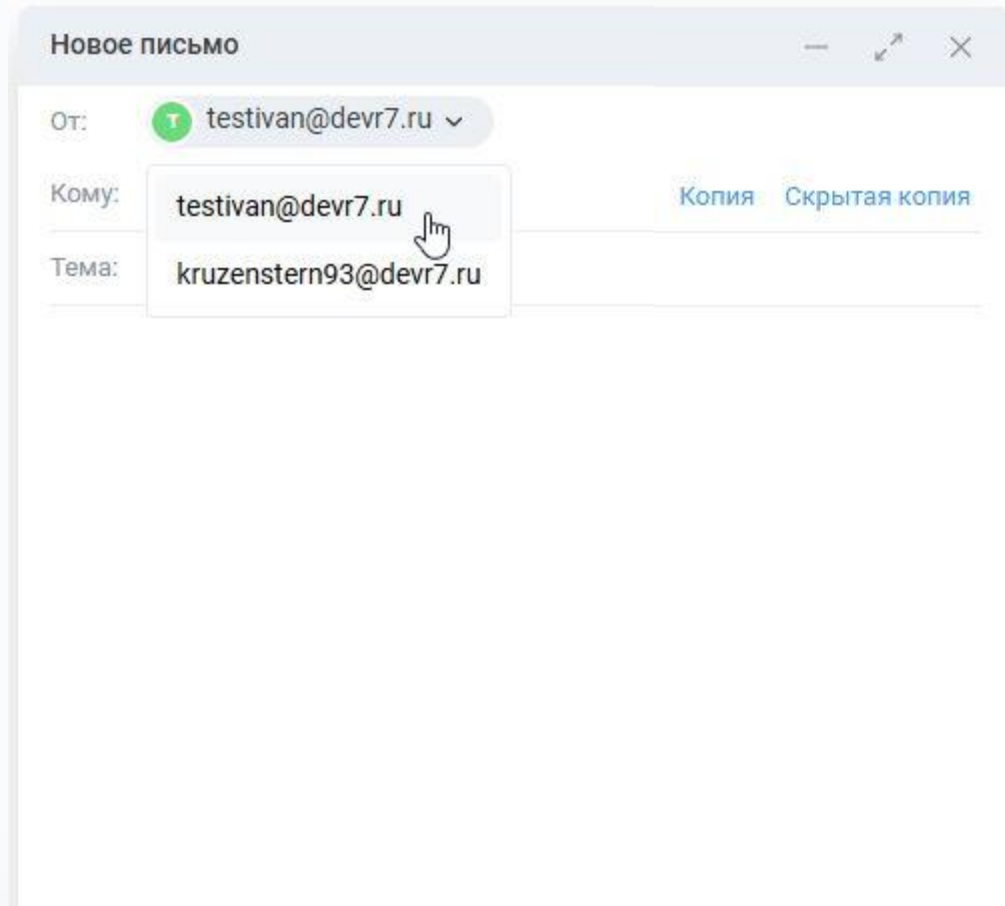 Новое письмо
От: T testivan@devr7.ru
Кому: testivan@devr7.ru Копия Скрытая копия
Тема: kruzenstern93@devr7.ru